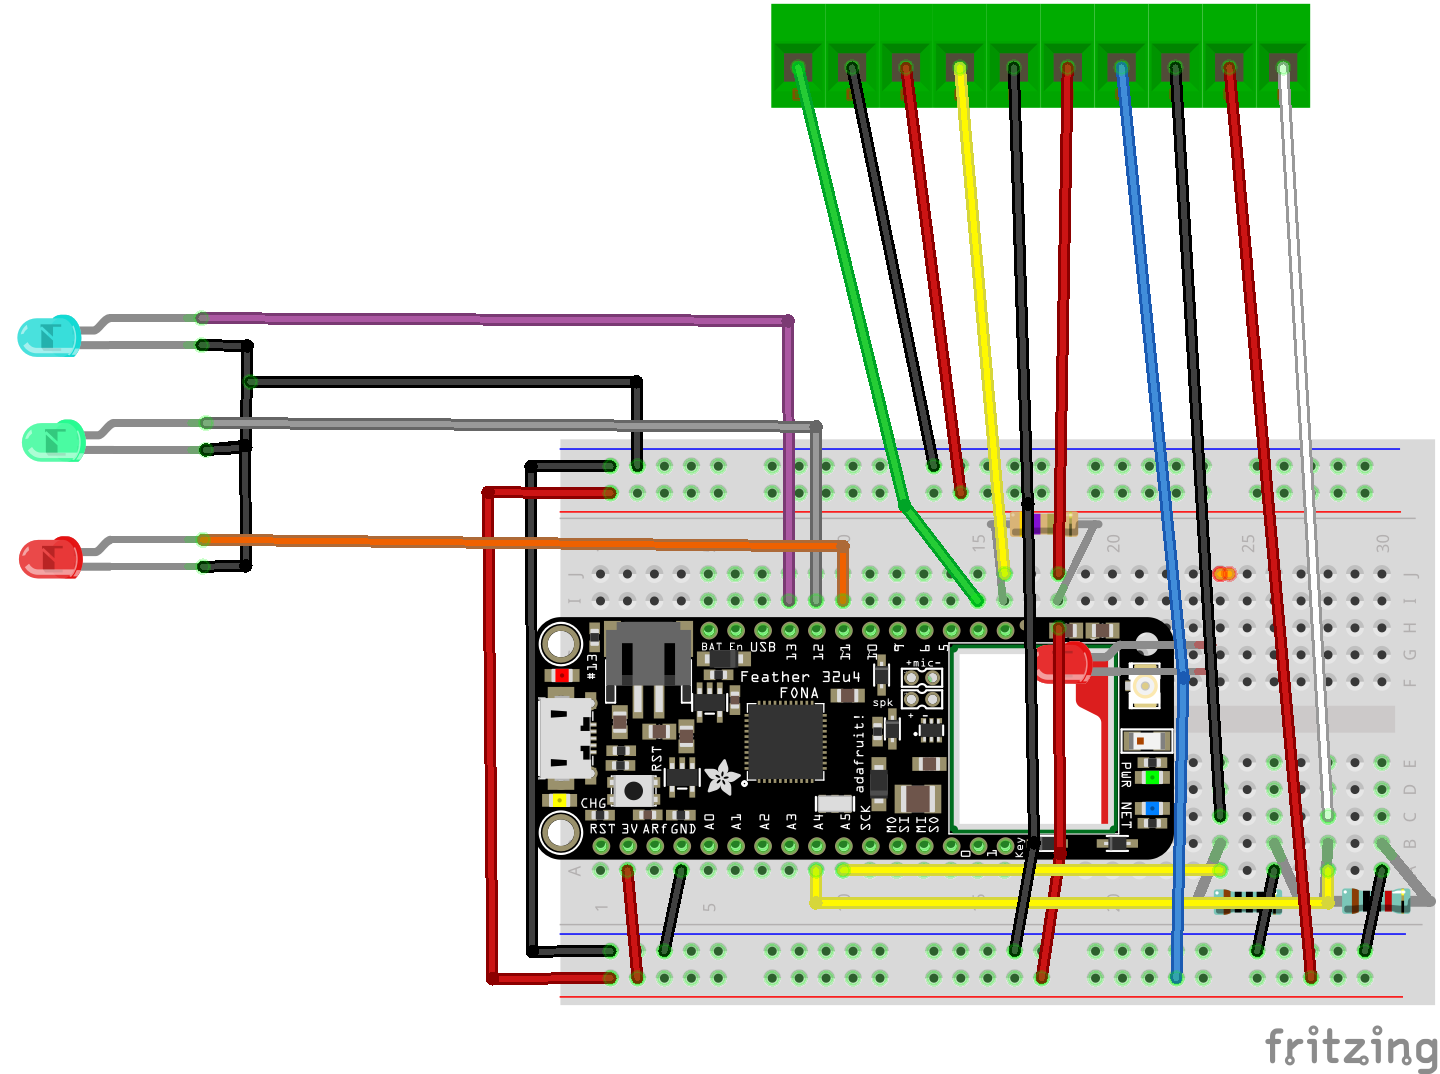 15 20 25 30
J J
I I
H
G
F
#13
BAT En USB 13 12 11 10 9 6 5
+mic-
Feather 32u4
FONA
spk
+ -
adafruit!
RST
CHG
PWR
NET
RST 3V ARf GND A0 A1 A2 A3 A4 A5 SCK MO SI MI SO 0 1 Key
E
D
C
B
A
1 5 10 20
fritzing